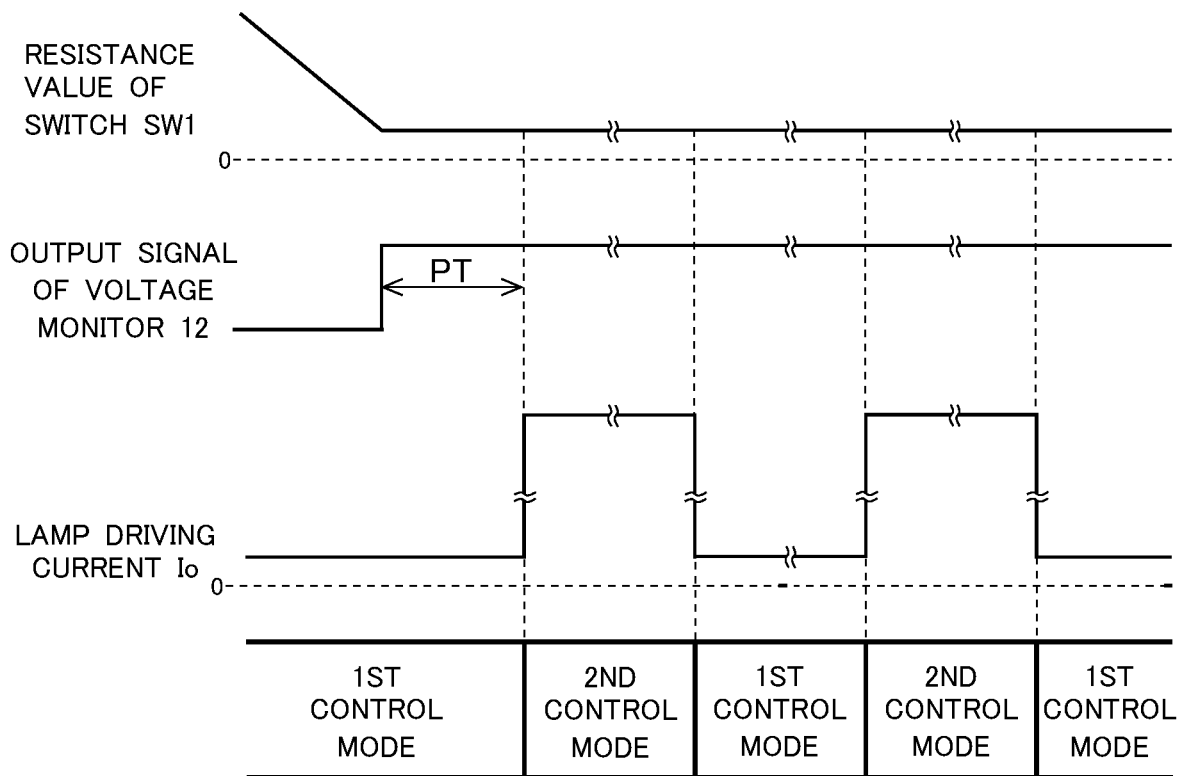 RESISTANCE
VALUE OF
SWITCH SW1
0
OUTPUT SIGNAL
OF VOLTAGE
MONITOR 12
PT
LAMP DRIVING
CURRENT Io
0
1ST
CONTROL
MODE
2ND
CONTROL
MODE
1ST
CONTROL
MODE
2ND
CONTROL
MODE
1ST
CONTROL
MODE